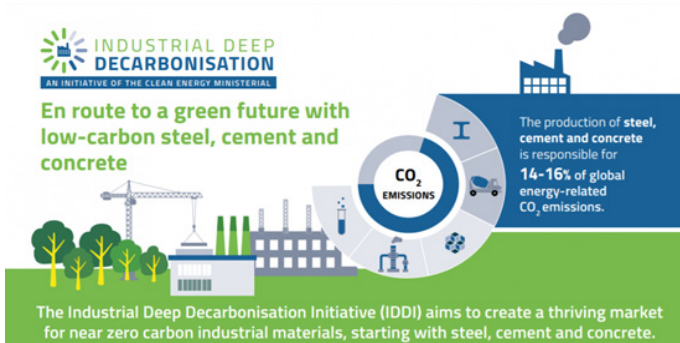 INDUSTRIAL DEEP
DECARBONISATION
AN INITIATIVE OF THE CLEAN ENERGY MINISTERIAL
En route to a green future with
low-carbon steel, cement and
concrete
CO₂
EMISSIONS
The production of steel,
cement and concrete
is responsible for
14-16% of global
energy-related
CO₂ emissions.
The Industrial Deep Decarbonisation Initiative (IDDI) aims to create a thriving market
for near zero carbon industrial materials, starting with steel, cement and concrete.